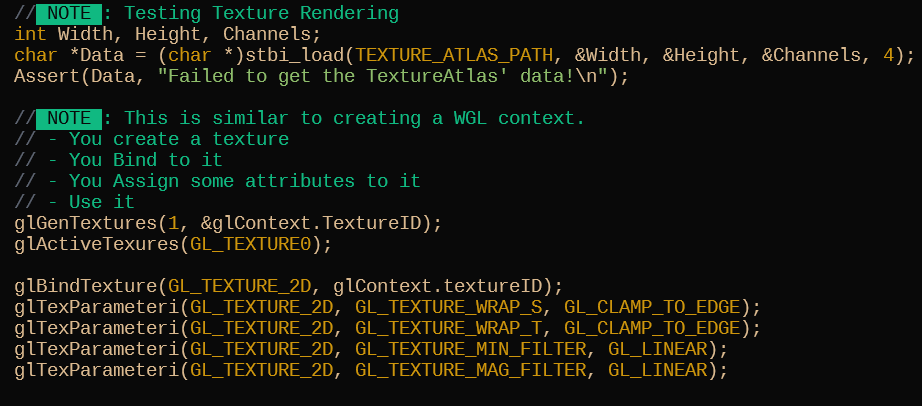 // NOTE : Testing Texture Rendering
int Width, Height, Channels;
char *Data = (char *)stbi_load(TEXTURE_ATLAS_PATH, &Width, &Height, &Channels, 4);
Assert(Data, "Failed to get the TextureAtlas' data!\n");
// NOTE : This is similar to creating a WGL context.
// - You create a texture
// - You Bind to it
// - You Assign some attributes to it
// - Use it
glGenTextures(1, &glContext.TextureID);
glActiveTexures(GL_TEXTURE0);
glBindTexture(GL_TEXTURE_2D, glContext.textureID);
glTexParameteri(GL_TEXTURE_2D, GL_TEXTURE_WRAP_S, GL_CLAMP_TO_EDGE);
glTexParameteri(GL_TEXTURE_2D, GL_TEXTURE_WRAP_T, GL_CLAMP_TO_EDGE);
glTexParameteri(GL_TEXTURE_2D, GL_TEXTURE_MIN_FILTER, GL_LINEAR);
glTexParameteri(GL_TEXTURE_2D, GL_TEXTURE_MAG_FILTER, GL_LINEAR);